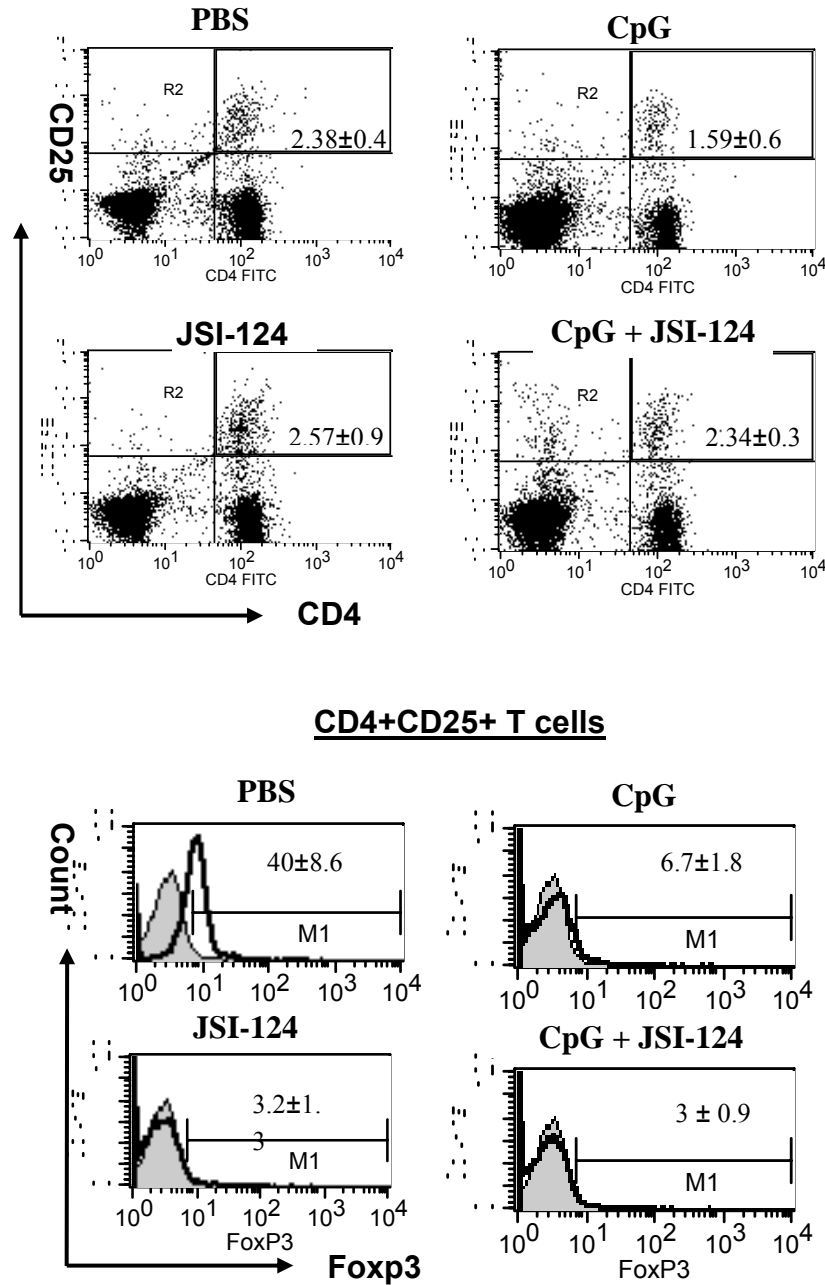 PBS
CpG
CD25
R2
2.38±0.4
R2
1.59±0.6
10^0 10^1 10^2 10^3 10^4
CD4 FITC
10^0 10^1 10^2 10^3 10^4
CD4 FITC
JSI-124
CpG + JSI-124
R2
2.57±0.9
R2
2.34±0.3
10^0 10^1 10^2 10^3 10^4
CD4 FITC
10^0 10^1 10^2 10^3 10^4
CD4 FITC
CD4
CD4+CD25+ T cells
PBS
CpG
Count
40±8.6
M1
6.7±1.8
M1
10^0 10^1 10^2 10^3 10^4
10^0 10^1 10^2 10^3 10^4
JSI-124
CpG + JSI-124
3.2±1.
3
M1
3 ± 0.9
M1
10^0 10^1 10^2 10^3 10^4
FoxP3
10^0 10^1 10^2 10^3 10^4
FoxP3
Foxp3